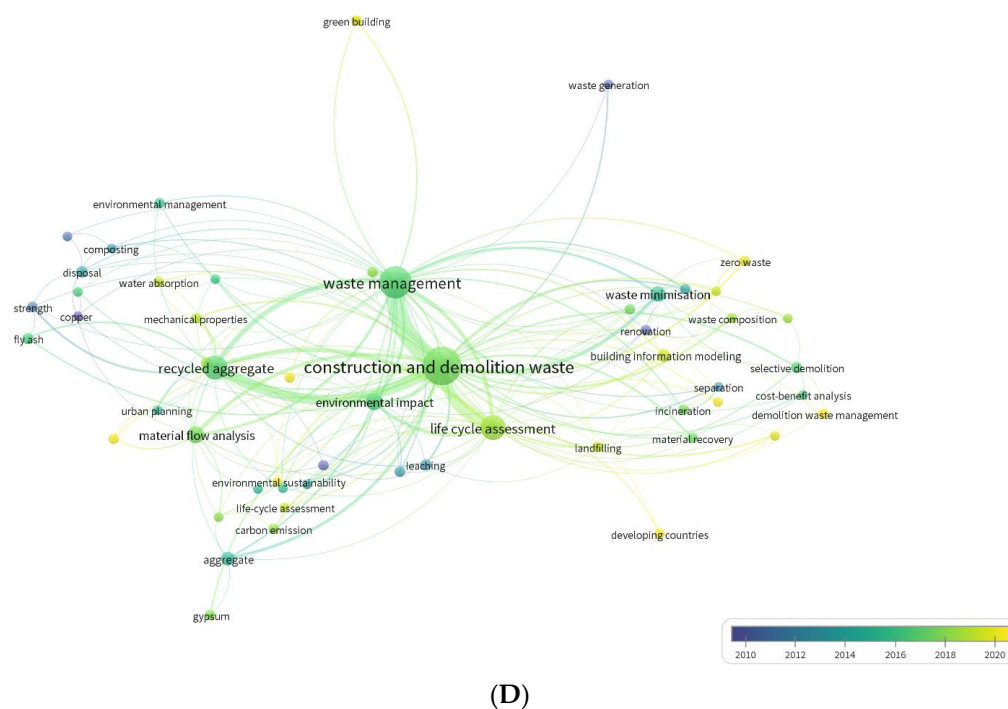 green building
waste generation
environmental management
composting
disposal
zero waste
water absorption
waste management
waste minimisation
strength
copper
mechanical properties
waste composition
renovation
fly ash
building information modeling
recycled aggregate
construction and demolition waste
selective demolition
separation
cost-benefit analysis
environmental impact
urban planning
incineration
demolition waste management
life cycle assessment
material flow analysis
material recovery
landfilling
leaching
environmental sustainability
life-cycle assessment
carbon emission
developing countries
aggregate
gypsum
2010 2012 2014 2016 2018 2020
(D)